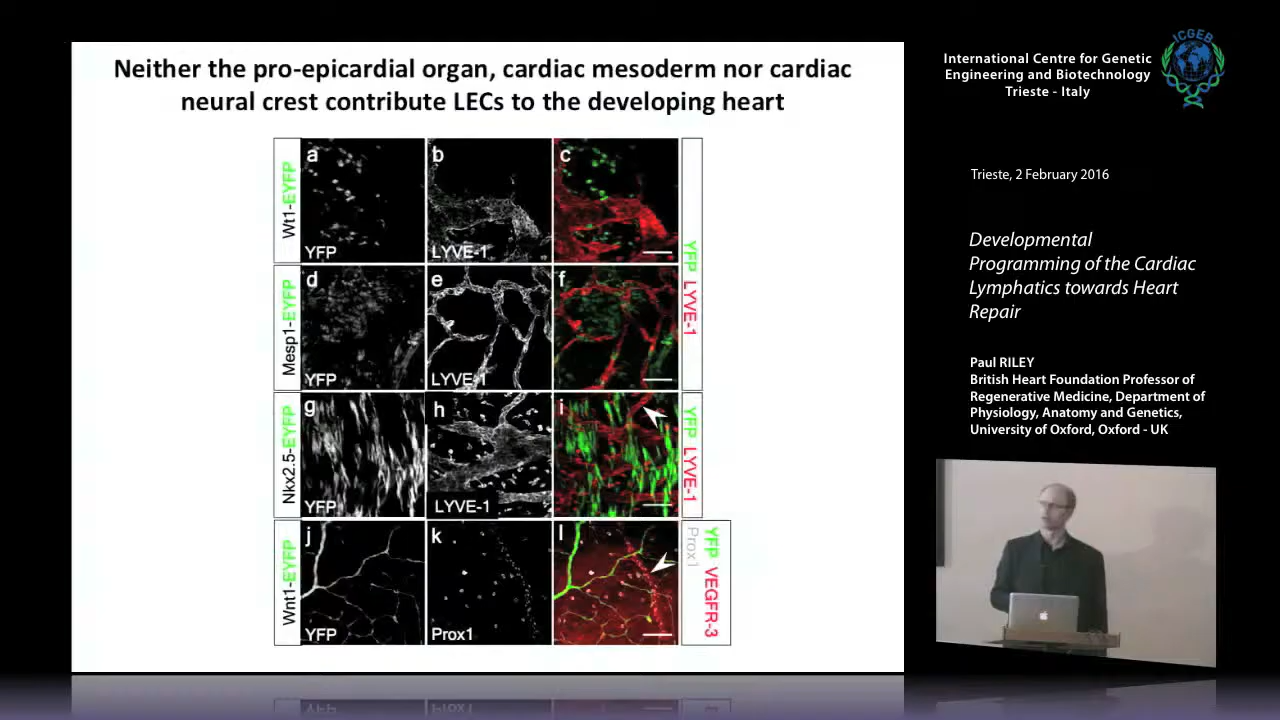 Neither the pro-epicardial organ, cardiac mesoderm nor cardiac
neural crest contribute LECs to the developing heart
Wt1-EYFP
a
YFP
b
LYVE-1
c
YFP LYVE-1
Mesp1-EYFP
d
YFP
e
LYVE-1
f
Nkx2.5-EYFP
g
YFP
h
LYVE-1
i
YFP LYVE-1
Wnt1-EYFP
j
YFP
k
Prox1
l
YFP VEGFR-3
Prox1
International Centre for Genetic
Engineering and Biotechnology
Trieste - Italy
ICGEB
Trieste, 2 February 2016
Developmental
Programming of the Cardiac
Lymphatics towards Heart
Repair
Paul RILEY
British Heart Foundation Professor of
Regenerative Medicine, Department of
Physiology, Anatomy and Genetics,
University of Oxford, Oxford - UK